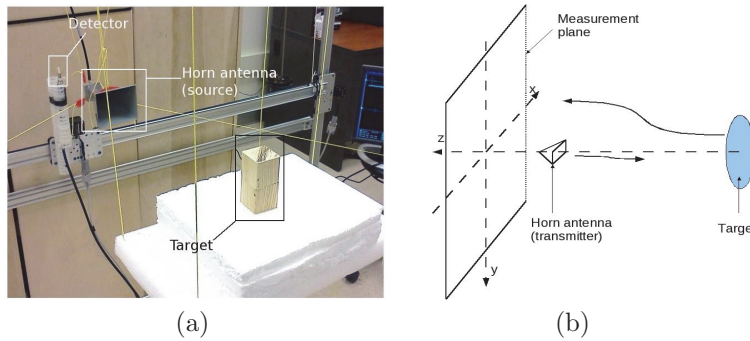 Detector
Horn antenna
(source)
Target
(a)
Measurement
plane
x
z
Horn antenna
(transmitter)
Targe
y
(b)